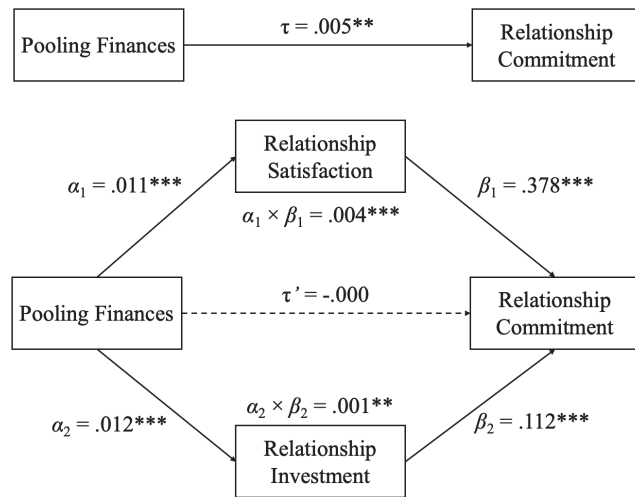 Pooling Finances
τ = .005**
Relationship
Commitment
Relationship
Satisfaction
α₁ = .011***
β₁ = .378***
α₁ × β₁ = .004***
Pooling Finances
τ’ = -.000
Relationship
Commitment
α₂ × β₂ = .001**
α₂ = .012***
β₂ = .112***
Relationship
Investment